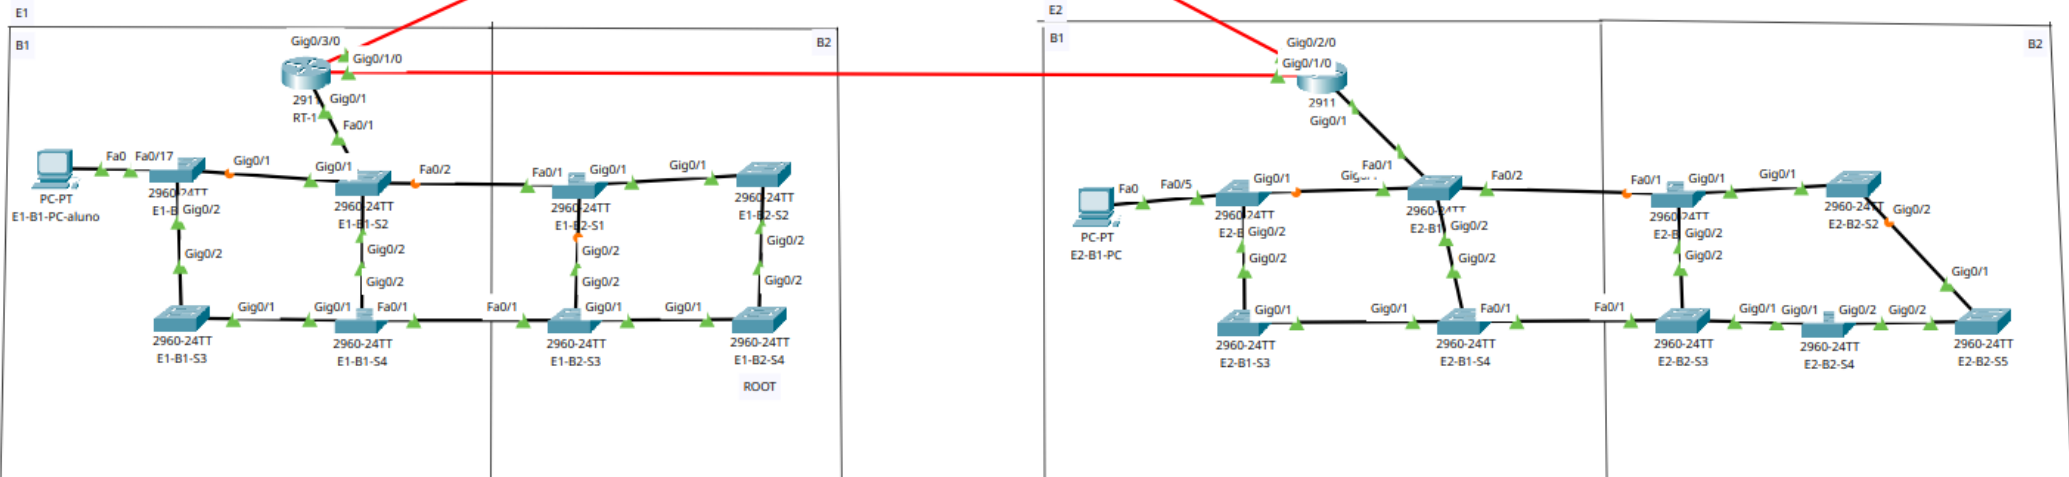 E1
B1
B2
Gig0/3/0
Gig0/1/0
2911
RT-1
Gig0/1
Fa0/1
Fa0
Fa0/17
Gig0/1
Gig0/1
Fa0/2
Fa0/1
Gig0/1
Gig0/1
PC-PT
E1-B1-PC-aluno
2960-24TT
Gig0/2
2960-24TT
E1-B1-S2
2960-24TT
E1-B2-S1
2960-24TT
E1-B2-S2
Gig0/2
Gig0/2
Gig0/2
Gig0/2
Gig0/2
Gig0/2
Gig0/2
Gig0/1
Gig0/1
Fa0/1
Fa0/1
Gig0/1
Gig0/1
2960-24TT
E1-B1-S3
2960-24TT
E1-B1-S4
2960-24TT
E1-B2-S3
2960-24TT
E1-B2-S4
ROOT
E2
B1
B2
Gig0/2/0
Gig0/1/0
2911
Gig0/1
Fa0/1
Fa0
Fa0/5
Gig0/1
Fa0/2
Fa0/1
Gig0/1
Gig0/1
PC-PT
E2-B1-PC
2960-24TT
2960-24TT
2960-24TT
2960-24TT
E2-B2-S2
Gig0/2
Gig0/2
Gig0/2
Gig0/2
Gig0/2
Gig0/2
Gig0/2
Gig0/1
Gig0/1
Gig0/1
Fa0/1
Fa0/1
Gig0/1
Gig0/1
Gig0/2
Gig0/2
2960-24TT
E2-B1-S3
2960-24TT
E2-B1-S4
2960-24TT
E2-B2-S3
2960-24TT
E2-B2-S4
2960-24TT
E2-B2-S5